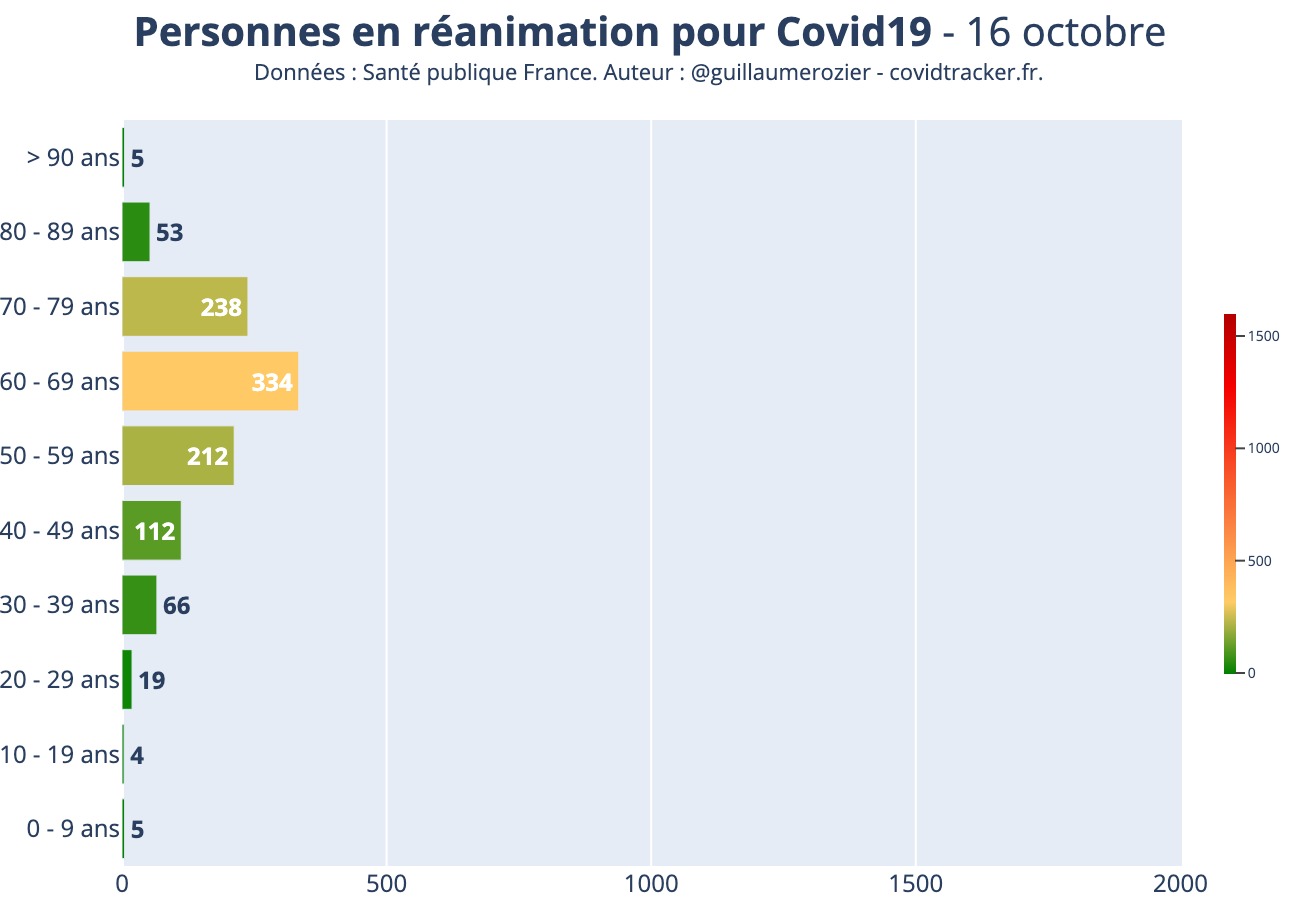 Personnes en réanimation pour Covid19 - 16 octobre
Données : Santé publique France. Auteur : @guillaumerozier - covidtracker.fr.
> 90 ans 5
80 - 89 ans 53
70 - 79 ans 238
60 - 69 ans 334
50 - 59 ans 212
40 - 49 ans 112
30 - 39 ans 66
20 - 29 ans 19
10 - 19 ans 4
0 - 9 ans 5
0 500 1000 1500 2000
1500
1000
500
0